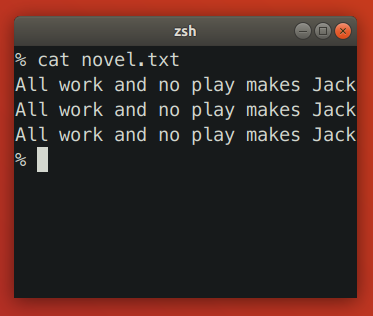 zsh
% cat novel.txt
All work and no play makes Jack
All work and no play makes Jack
All work and no play makes Jack
%